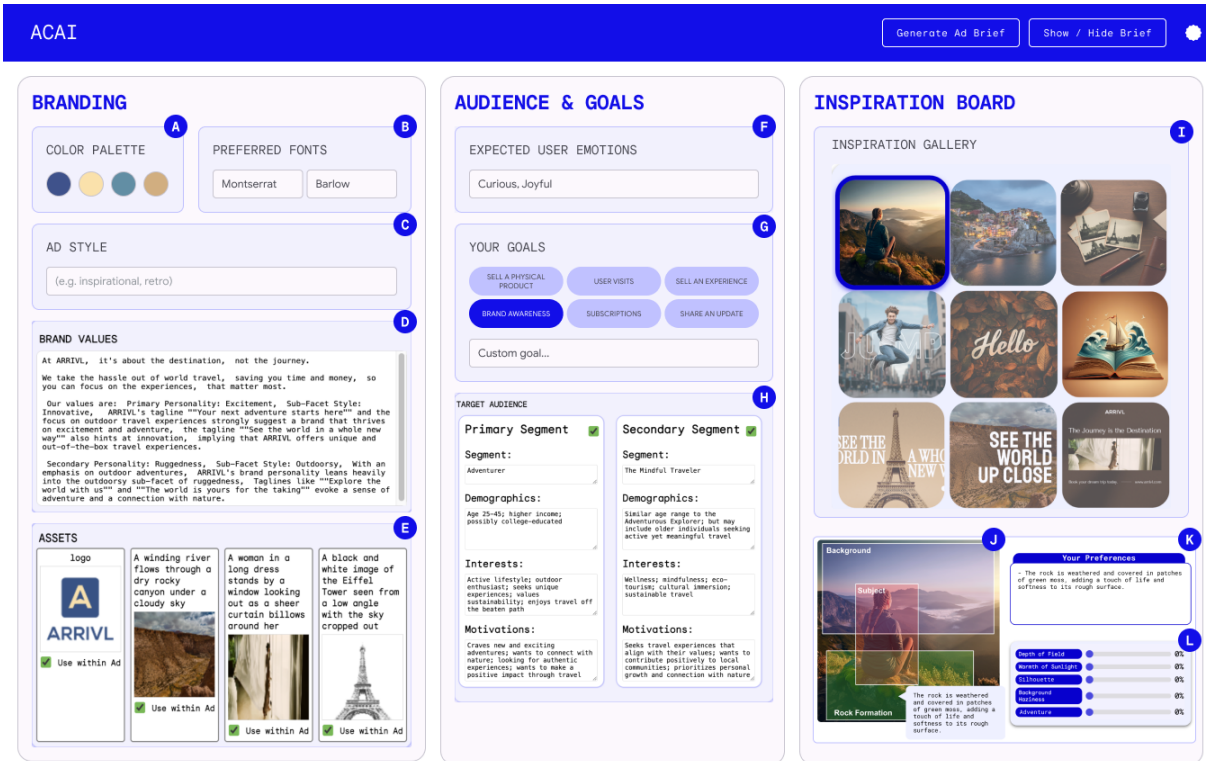 ACAI
Generate Ad Brief
Show / Hide Brief
BRANDING
A
COLOR PALETTE
B
PREFERRED FONTS
Montserrat
Barlow
C
AD STYLE
(e.g. inspirational, retro)
D
BRAND VALUES
At ARRIVL, it's about the destination, not the journey.
We take the hassle out of world travel, saving you time and money, so
you can focus on the experiences, that matter most.
Our values are: Primary Personality: Excitement, Sub-Facet Style:
Innovative, ARRIVL's tagline ""Your next adventure starts here"" and the
focus on outdoor travel experiences strongly suggest a brand that thrives
on excitement and adventure, the tagline ""See the world in a whole new
way"" also hints at innovation, implying that ARRIVL offers unique and
out-of-the-box travel experiences.
Secondary Personality: Ruggedness, Sub-Facet Style: Outdoorsy, With an
emphasis on outdoor adventures, ARRIVL's brand personality leans heavily
into the outdoorsy sub-facet of ruggedness, Taglines like ""Explore the
world with us"" and ""The world is yours for the taking"" evoke a sense of
adventure and a connection with nature.
E
ASSETS
logo
A
ARRIVL
Use within Ad
A winding river
flows through a
dry rocky
canyon under a
cloudy sky
Use within Ad
A woman in a
long dress
stands by a
window looking
out as a sheer
curtain billows
around her
Use within Ad
A black and
white image of
the Eiffel
Tower seen from
a low angle
with the sky
cropped out
Use within Ad
AUDIENCE & GOALS
F
EXPECTED USER EMOTIONS
Curious, Joyful
G
YOUR GOALS
SELL A PHYSICAL
PRODUCT
USER VISITS
SELL AN EXPERIENCE
BRAND AWARENESS
SUBSCRIPTIONS
SHARE AN UPDATE
Custom goal...
H
TARGET AUDIENCE
Primary Segment
Segment:
Adventurer
Demographics:
Age 25-45; higher income;
possibly college-educated
Interests:
Active lifestyle; outdoor
enthusiast; seeks unique
experiences; values
sustainability; enjoys travel off
the beaten path
Motivations:
Craves new and exciting
adventures; wants to connect with
nature; looking for authentic
experiences; wants to make a
positive impact through travel
Secondary Segment
Segment:
The Mindful Traveler
Demographics:
Similar age range to the
Adventurous Explorer; but may
include older individuals seeking
active yet meaningful travel
Interests:
Wellness; mindfulness; eco-
tourism; cultural immersion;
sustainable travel
Motivations:
Seeks travel experiences that
align with their values; wants to
contribute positively to local
communities; prioritizes personal
growth and connection with nature
INSPIRATION BOARD
I
INSPIRATION GALLERY
JUMP
Hello
SEE THE
WORLD IN
A WHO
NEW
SEE THE
WORLD
UP CLOSE
ARRIVL
The Journey is the Destination
J
Background
Subject
Rock Formation
The rock is weathered
and covered in patches
of green moss, adding a
touch of life and
softness to its rough
surface.
K
Your Preferences
- The rock is weathered and covered in patches
of green moss, adding a touch of life and
softness to its rough surface.
L
Depth of Field 0%
Warmth of Sunlight 0%
Silhouette 0%
Background
Haziness 0%
Adventure 0%